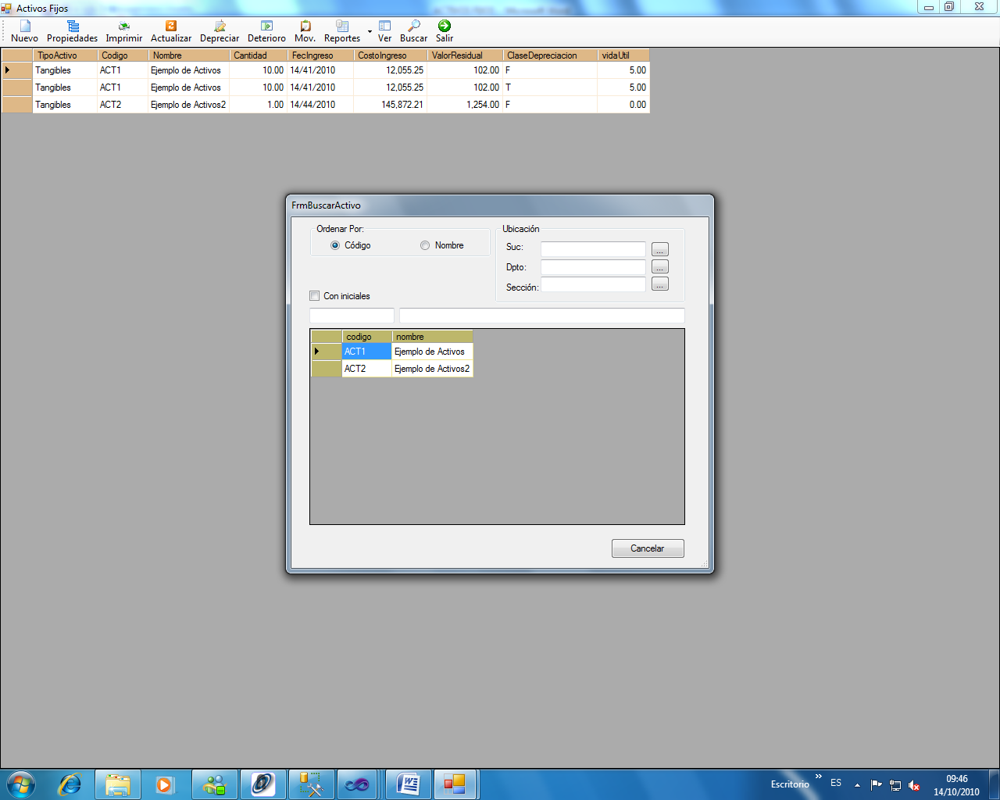 Activos Fijos
Nuevo Propiedades Imprimir Actualizar Depreciar Deterioro Mov. Reportes Ver Buscar Salir
TipoActivo Codigo Nombre Cantidad FecIngreso CostoIngreso ValorResidual ClaseDepreciacion vidaUtil
Tangibles ACT1 Ejemplo de Activos 10.00 14/41/2010 12,055.25 102.00 F 5.00
Tangibles ACT1 Ejemplo de Activos 10.00 14/41/2010 12,055.25 102.00 T 5.00
Tangibles ACT2 Ejemplo de Activos2 1.00 14/44/2010 145,872.21 1,254.00 F 0.00
FrmBuscarActivo
Ordenar Por:
Código Nombre
Ubicación
Suc: ...
Dpto: ...
Sección: ...
Con iniciales
codigo nombre
ACT1 Ejemplo de Activos
ACT2 Ejemplo de Activos2
Cancelar
Escritorio » ES 09:46
14/10/2010